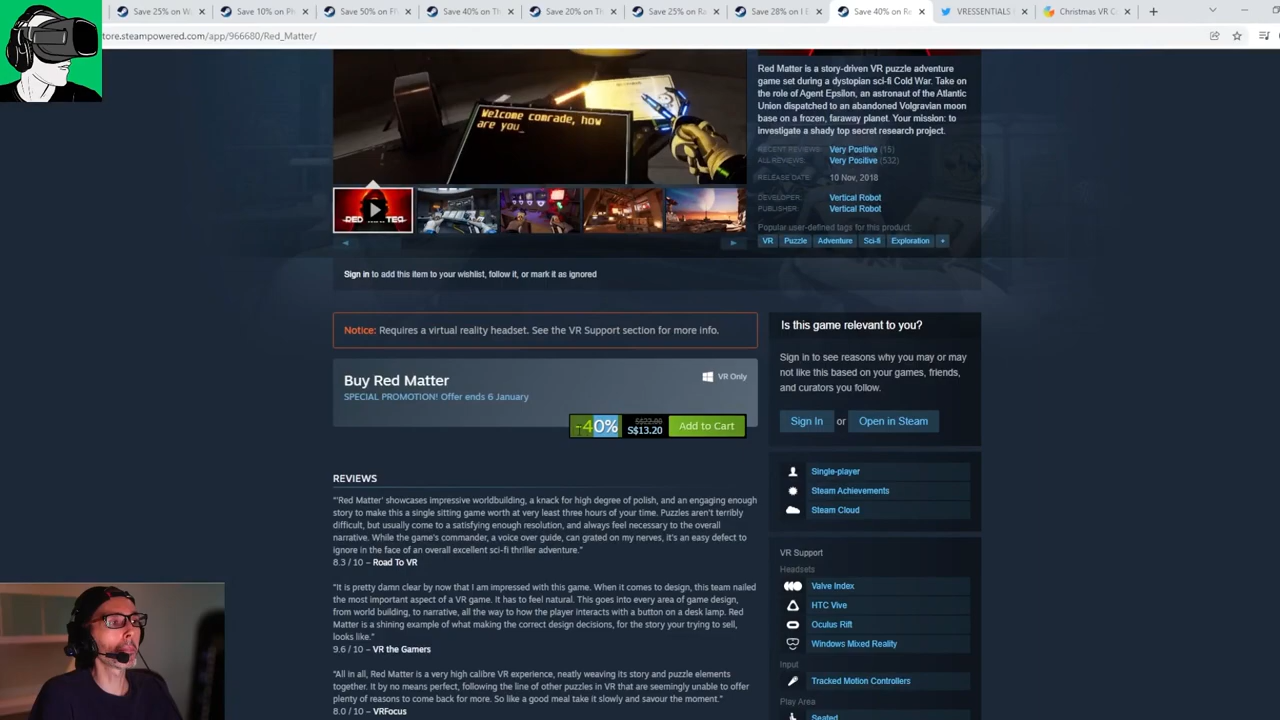 Save 25% on W
Save 10% on Ph
Save 50% on Fi
Save 40% on Th
Save 20% on Th
Save 25% on Ra
Save 28% on I E
Save 40% on Re
VRESSENTIALS
Christmas VR Co
tore.steampowered.com/app/966680/Red_Matter/
Welcome comrade, how
are you_
Red Matter is a story-driven VR puzzle adventure
game set during a dystopian sci-fi Cold War. Take on
the role of Agent Epsilon, an astronaut of the Atlantic
Union dispatched to an abandoned Volgravian moon
base on a frozen, faraway planet. Your mission: to
investigate a shady top secret research project.
RECENT REVIEWS: Very Positive (15)
ALL REVIEWS: Very Positive (532)
RELEASE DATE: 10 Nov, 2018
DEVELOPER: Vertical Robot
PUBLISHER: Vertical Robot
Popular user-defined tags for this product:
VR Puzzle Adventure Sci-fi Exploration +
Sign in to add this item to your wishlist, follow it, or mark it as ignored
Notice: Requires a virtual reality headset. See the VR Support section for more info.
Buy Red Matter
VR Only
SPECIAL PROMOTION! Offer ends 6 January
-40% S$22.00 S$13.20 Add to Cart
REVIEWS
"'Red Matter' showcases impressive worldbuilding, a knack for high degree of polish, and an engaging enough
story to make this a single sitting game worth at very least three hours of your time. Puzzles aren't terribly
difficult, but usually come to a satisfying enough resolution, and always feel necessary to the overall
narrative. While the game's commander, a voice over guide, can grated on my nerves, it's an easy defect to
ignore in the face of an overall excellent sci-fi thriller adventure."
8.3 / 10 – Road To VR
"It is pretty damn clear by now that I am impressed with this game. When it comes to design, this team nailed
the most important aspect of a VR game. It has to feel natural. This goes into every area of game design,
from world building, to narrative, all the way to how the player interacts with a button on a desk lamp. Red
Matter is a shining example of what making the correct design decisions, for the story your trying to sell,
looks like."
9.6 / 10 – VR the Gamers
"All in all, Red Matter is a very high calibre VR experience, neatly weaving its story and puzzle elements
together. It by no means perfect, following the line of other puzzles in VR that are seemingly unable to offer
plenty of reasons to come back for more. So like a good meal take it slowly and savour the moment."
8.0 / 10 – VRFocus
Is this game relevant to you?
Sign in to see reasons why you may or may
not like this based on your games, friends,
and curators you follow.
Sign In or Open in Steam
Single-player
Steam Achievements
Steam Cloud
VR Support
Headsets
Valve Index
HTC Vive
Oculus Rift
Windows Mixed Reality
Input
Tracked Motion Controllers
Play Area
Seated